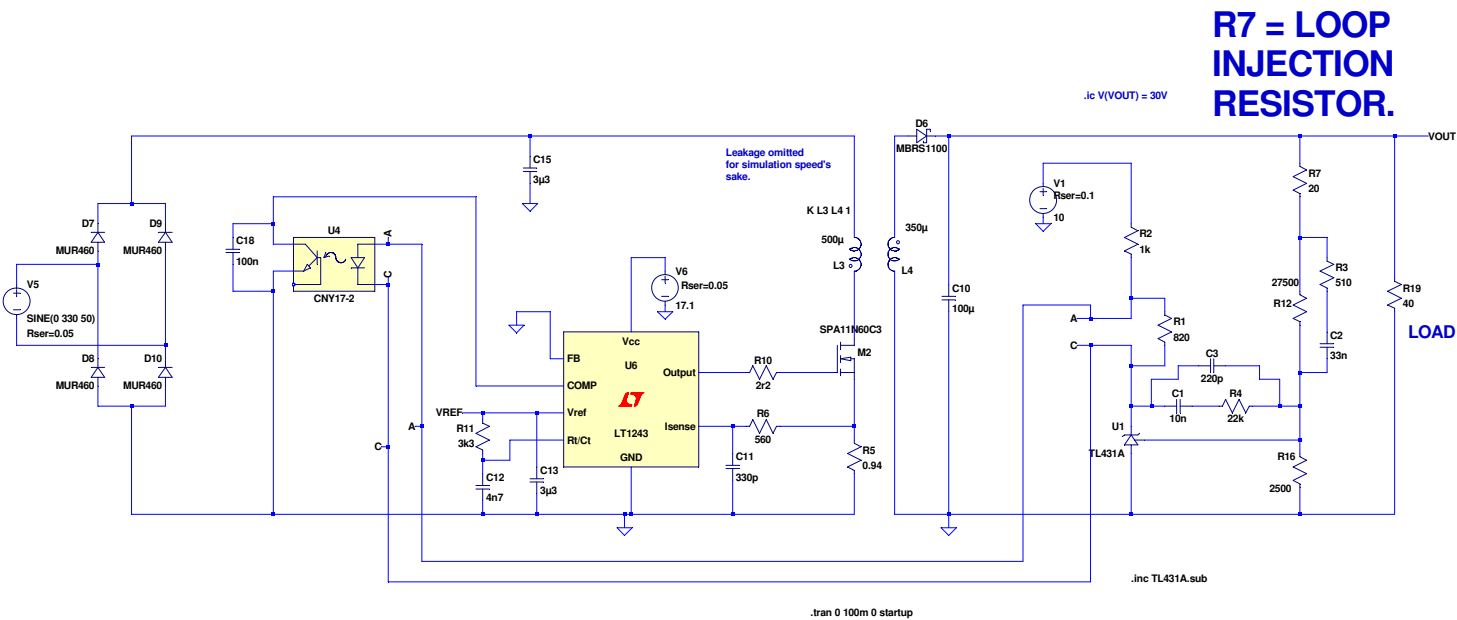 R7 = LOOP
INJECTION
RESISTOR.
.ic V(VOUT) = 30V
D6
MBRS1100
VOUT
C15
3µ3
Leakage omitted
for simulation speed's
sake.
K L3 L4 1
500µ
L3
350µ
L4
V1
Rser=0.1
10
R7
20
R2
1k
D7
MUR460
D9
MUR460
C18
100n
U4
A
C
CNY17-2
V6
Rser=0.05
17.1
C10
100µ
27500
R12
R3
510
R19
40
V5
SINE(0 330 50)
Rser=0.05
D8
MUR460
D10
MUR460
SPA11N60C3
M2
A
C
R1
820
C2
33n
LOAD
Vcc
U6
FB
COMP
Vref
Rt/Ct
Output
Isense
LT1243
GND
R10
2r2
R6
560
C3
220p
C1
10n
R4
22k
VREF
R11
3k3
A
C
C12
4n7
C13
3µ3
C11
330p
R5
0.94
U1
TL431A
R16
2500
.inc TL431A.sub
.tran 0 100m 0 startup